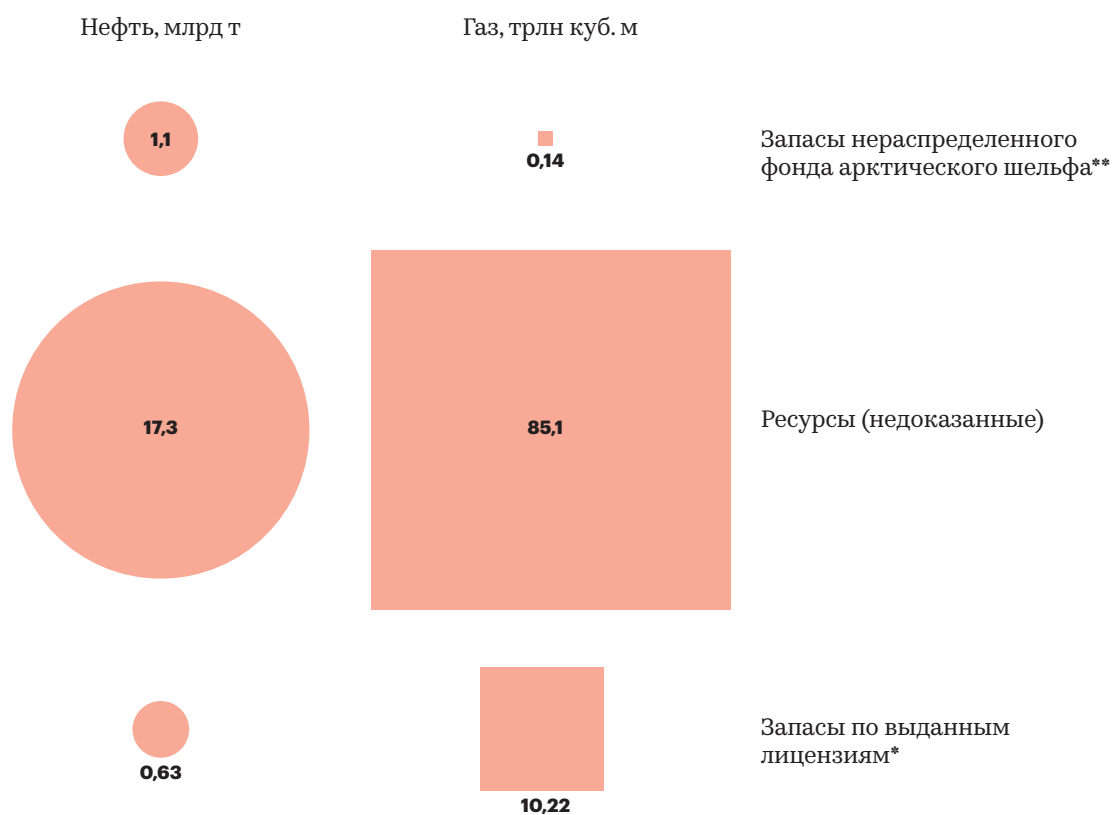 Нефть, млрд т
Газ, трлн куб. м
1,1
0,14
Запасы нераспределенного
фонда арктического шельфа**
17,3
85,1
Ресурсы (недоказанные)
0,63
10,22
Запасы по выданным
лицензиям*